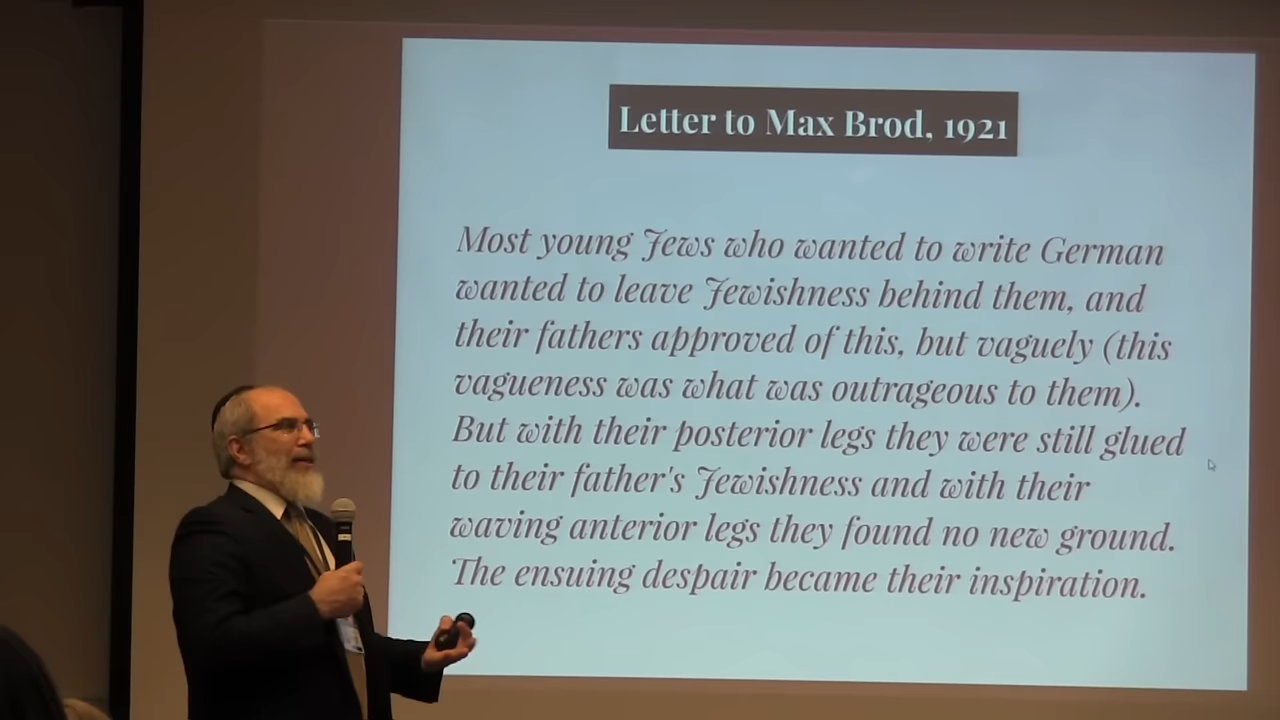 Letter to Max Brod, 1921
Most young Jews who wanted to write German
wanted to leave Jewishness behind them, and
their fathers approved of this, but vaguely (this
vagueness was what was outrageous to them).
But with their posterior legs they were still glued
to their father's Jewishness and with their
waving anterior legs they found no new ground.
The ensuing despair became their inspiration.